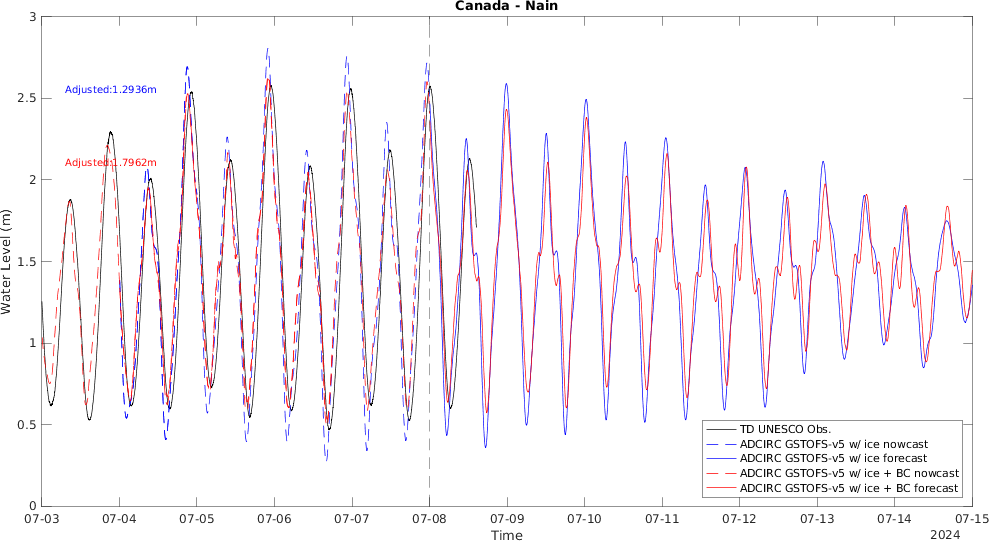 Canada - Nain
3
2.5
2
1.5
1
0.5
0
Water Level (m)
Adjusted:1.2936m
Adjusted:1.7962m
TD UNESCO Obs.
ADCIRC GSTOFS-v5 w/ ice nowcast
ADCIRC GSTOFS-v5 w/ ice forecast
ADCIRC GSTOFS-v5 w/ ice + BC nowcast
ADCIRC GSTOFS-v5 w/ ice + BC forecast
07-03 07-04 07-05 07-06 07-07 07-08 07-09 07-10 07-11 07-12 07-13 07-14 07-15
Time
2024